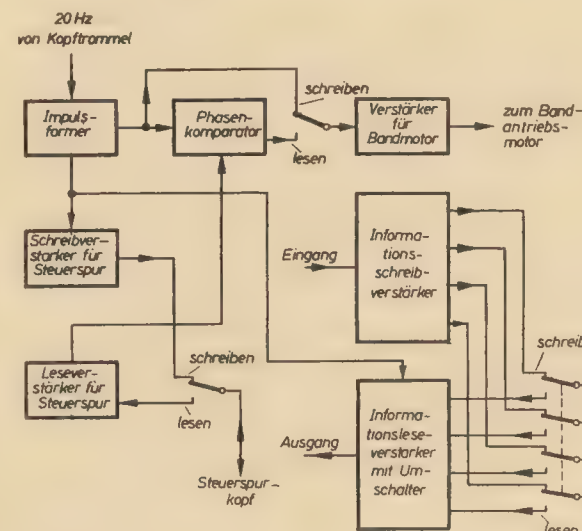 20 Hz
von Kopftrommel
Impuls-
former
Phasen-
komparator
schreiben
lesen
Verstärker
für
Bandmotor
zum Band-
antriebs-
motor
Schreibver-
stärker für
Steuerspur
Eingang
Informa-
tions-
schreib-
verstärker
Lesever-
stärker für
Steuerspur
schreiben
lesen
Steuerspur-
kopf
Ausgang
Informa-
tionslese-
verstärker
mit Um-
schalter
schreib
lesen